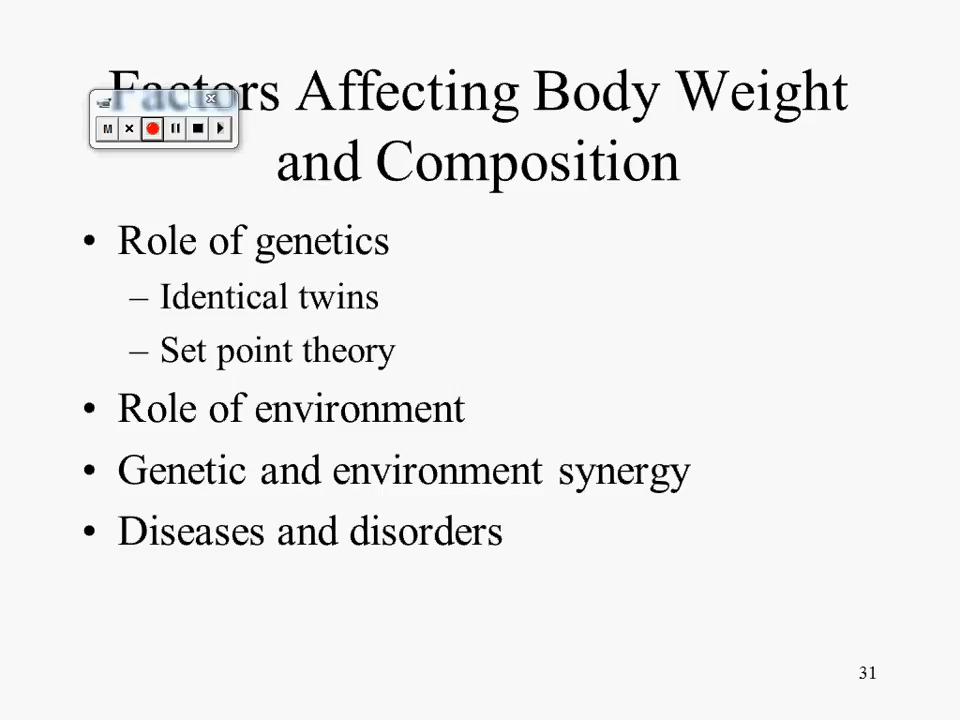 Factors Affecting Body Weight
and Composition
M
• Role of genetics
– Identical twins
– Set point theory
• Role of environment
• Genetic and environment synergy
• Diseases and disorders
31